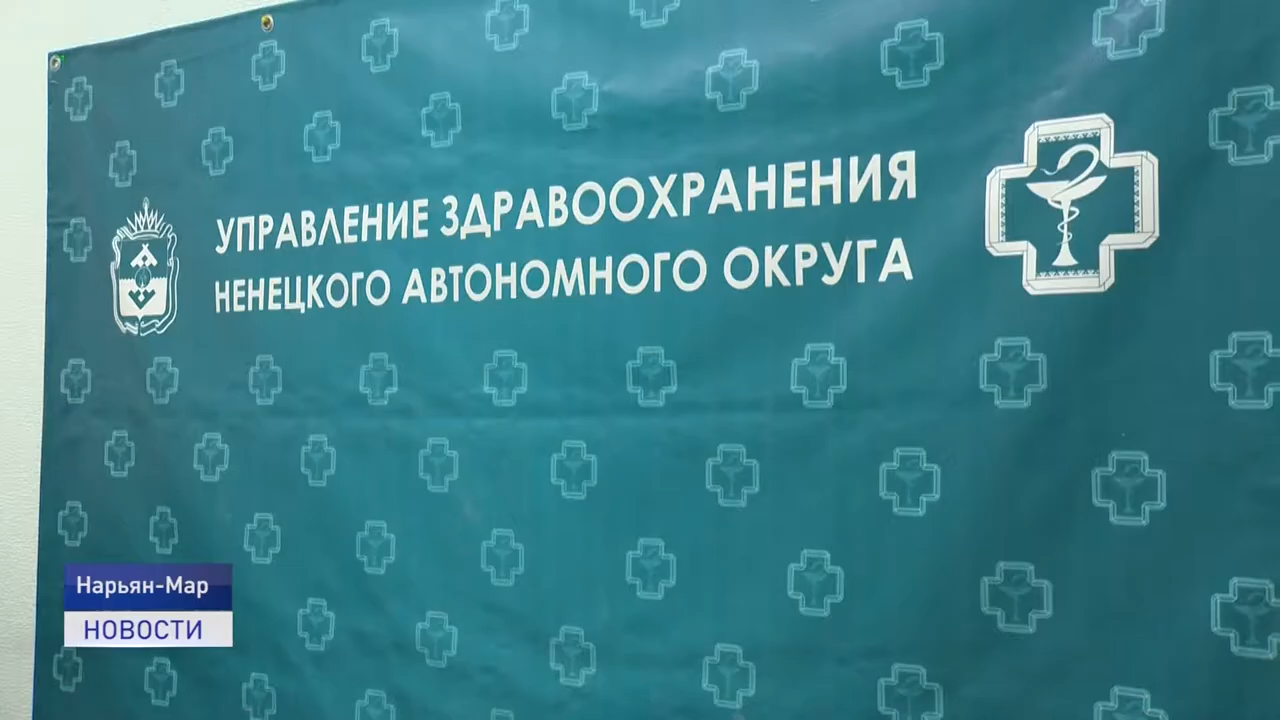 УПРАВЛЕНИЕ ЗДРАВООХРАНЕНИЯ
НЕНЕЦКОГО АВТОНОМНОГО ОКРУГА
Нарьян-Мар
НОВОСТИ